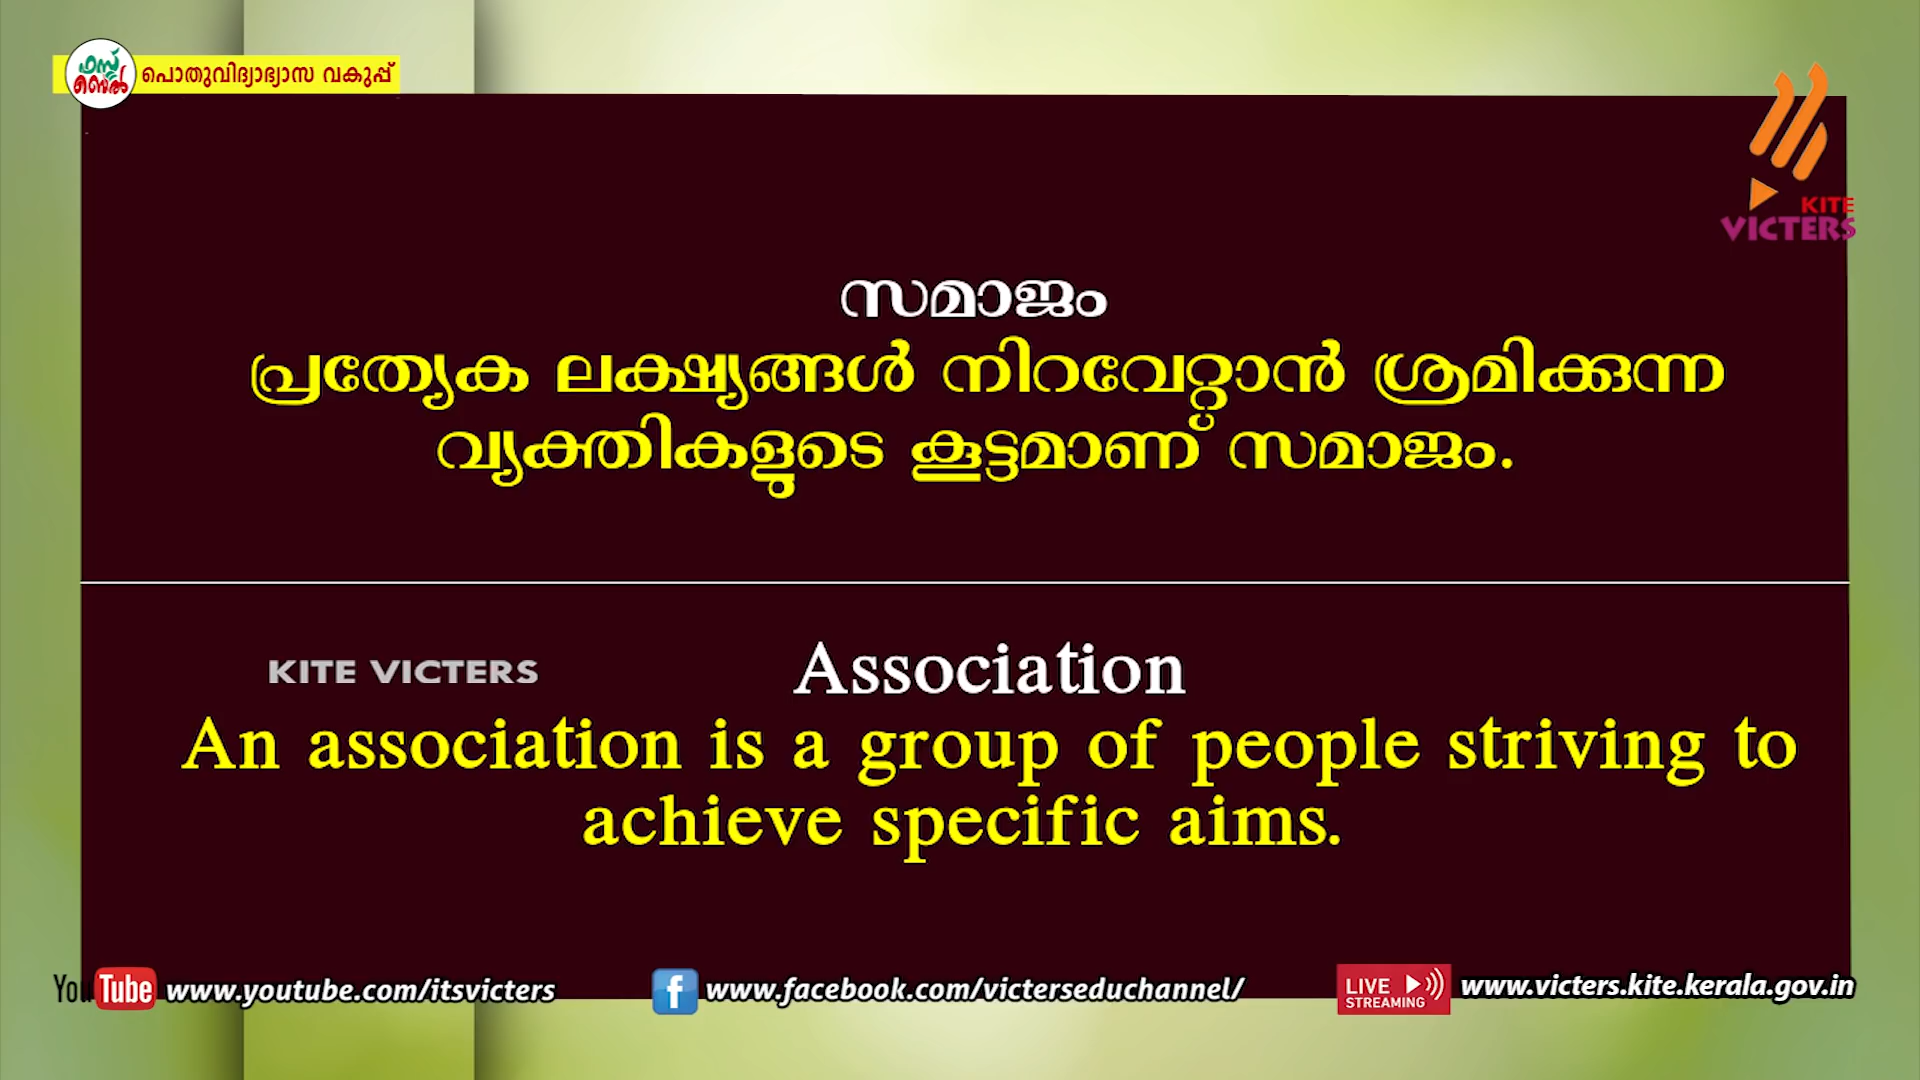 ഫസ്റ്റ്
ബെൽ
പൊതുവിദ്യാഭ്യാസ വകുപ്പ്
KITE
VICTERS
സമാജം
പ്രത്യേക ലക്ഷ്യങ്ങൾ നിറവേറ്റാൻ ശ്രമിക്കുന്ന
വ്യക്തികളുടെ കൂട്ടമാണ് സമാജം.
KITE VICTERS
Association
An association is a group of people striving to
achieve specific aims.
YouTube www.youtube.com/itsvicters
f www.facebook.com/victerseduchannel/
LIVE
STREAMING
www.victers.kite.kerala.gov.in